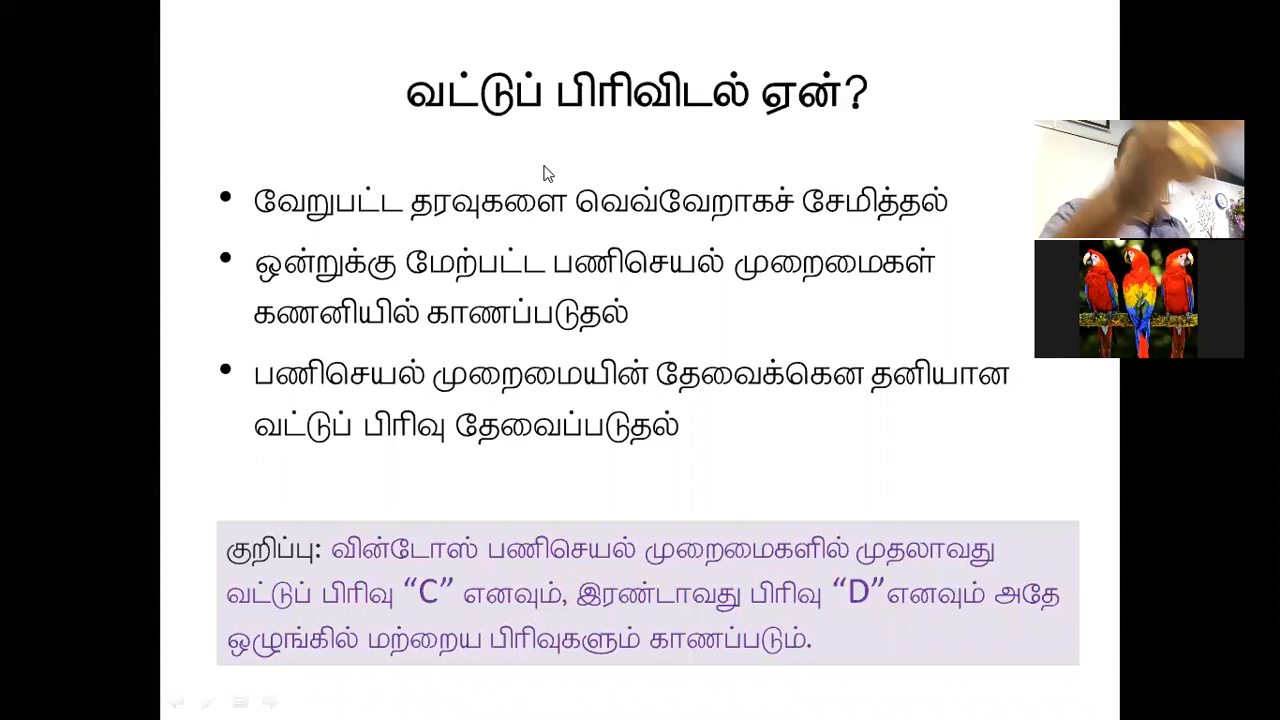 வட்டுப் பிரிவிடல் ஏன்?
• வேறுபட்ட தரவுகளை வெவ்வேறாகச் சேமித்தல்
• ஒன்றுக்கு மேற்பட்ட பணிசெயல் முறைமைகள்
கணனியில் காணப்படுதல்
• பணிசெயல் முறைமையின் தேவைக்கென தனியான
வட்டுப் பிரிவு தேவைப்படுதல்
குறிப்பு: வின்டோஸ் பணிசெயல் முறைமைகளில் முதலாவது
வட்டுப் பிரிவு “C” எனவும், இரண்டாவது பிரிவு “D”எனவும் அதே
ஒழுங்கில் மற்றைய பிரிவுகளும் காணப்படும்.